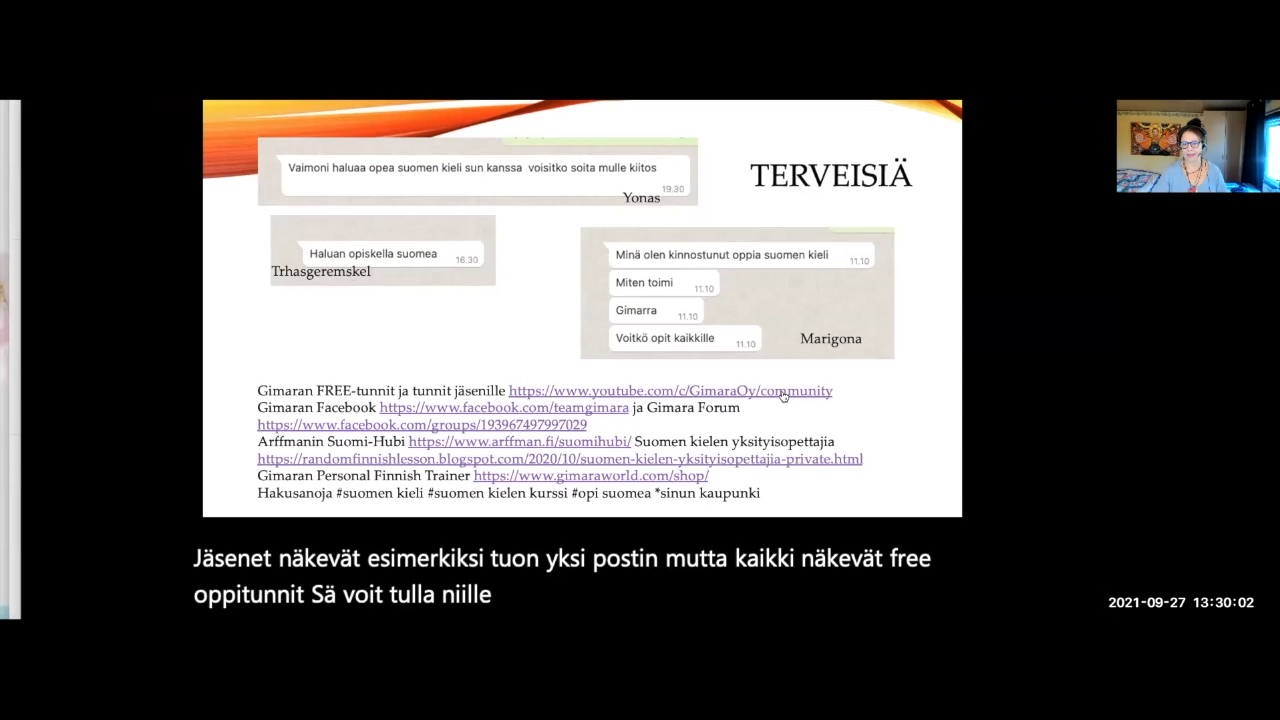 TERVEISIÄ
Vaimoni haluaa opea suomen kieli sun kanssa voisitko soita mulle kiitos
19.30
Yonas
Haluan opiskella suomea
16.30
Trhasgeremskel
Minä olen kinnostunut oppia suomen kieli
11.10
Miten toimi
11.10
Gimarra
11.10
Voitkö opit kaikkille
11.10
Marigona
Gimaran FREE-tunnit ja tunnit jäsenille https://www.youtube.com/c/GimaraOy/community
Gimaran Facebook https://www.facebook.com/teamgimara ja Gimara Forum
https://www.facebook.com/groups/193967497997029
Arffmanin Suomi-Hubi https://www.arffman.fi/suomihubi/ Suomen kielen yksityisopettajia
https://randomfinnishlesson.blogspot.com/2020/10/suomen-kielen-yksityisopettajia-private.html
Gimaran Personal Finnish Trainer https://www.gimaraworld.com/shop/
Hakusanoja #suomen kieli #suomen kielen kurssi #opi suomea *sinun kaupunki
Jäsenet näkevät esimerkiksi tuon yksi postin mutta kaikki näkevät free
oppitunnit Sä voit tulla niille
2021-09-27 13:30:02